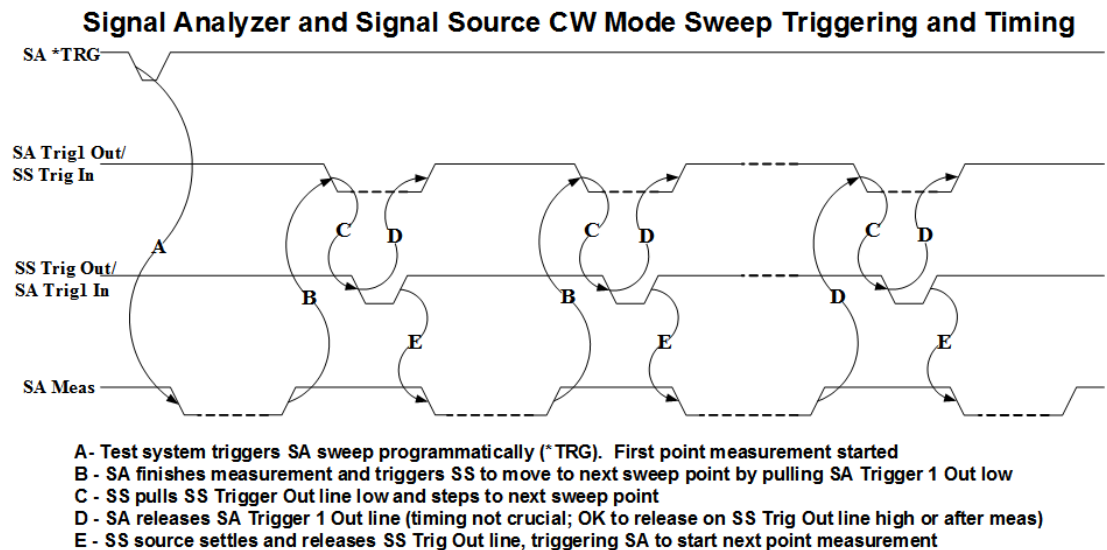 Signal Analyzer and Signal Source CW Mode Sweep Triggering and Timing
SA *TRG
SA Trig1 Out/
SS Trig In
C
D
C
D
C
D
A
SS Trig Out/
SA Trig1 In
B
B
D
E
E
E
SA Meas
A- Test system triggers SA sweep programmatically (*TRG).  First point measurement started
B - SA finishes measurement and triggers SS to move to next sweep point by pulling SA Trigger 1 Out low
C - SS pulls SS Trigger Out line low and steps to next sweep point
D - SA releases SA Trigger 1 Out line (timing not crucial; OK to release on SS Trig Out line high or after meas)
E - SS source settles and releases SS Trig Out line, triggering SA to start next point measurement